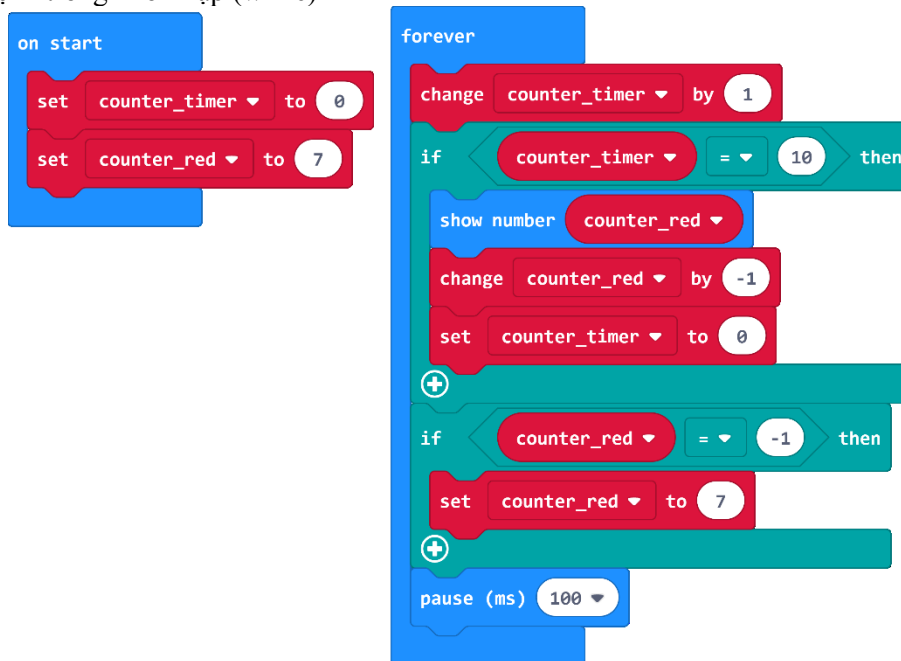 on start
set counter_timer to 0
set counter_red to 7
forever
change counter_timer by 1
if counter_timer = 10 then
show number counter_red
change counter_red by -1
set counter_timer to 0
if counter_red = -1 then
set counter_red to 7
pause (ms) 100